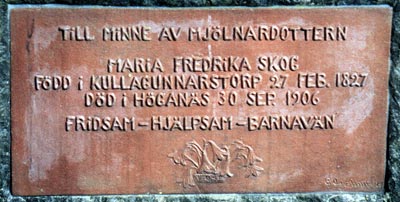 TILL MINNE AV MJÖLNARDOTTERN
MARIA FREDRIKA SKOG
FÖDD I KULLAGUNNARSTORP 27 FEB. 1827
DÖD I HÖGANÄS 30 SEP. 1906
FRIDSAM – HJÄLPSAM – BARNAVÄN